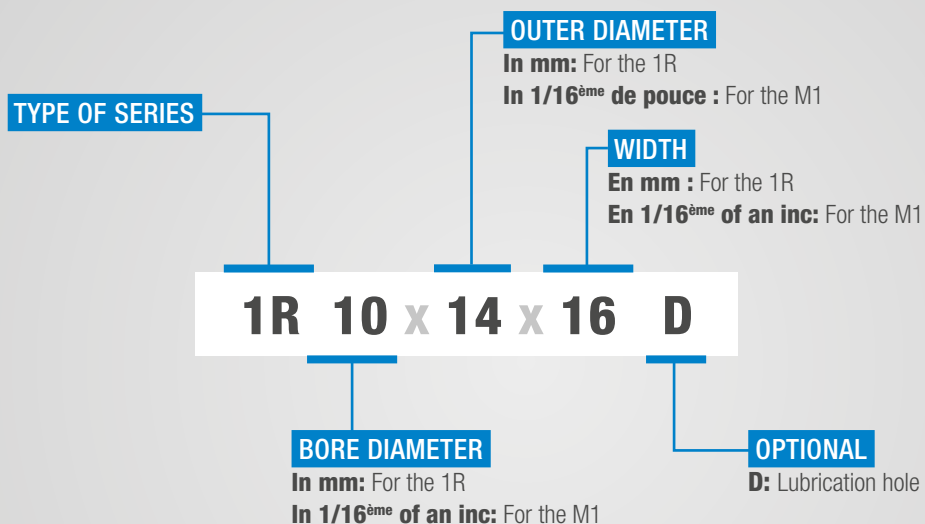 OUTER DIAMETER
In mm: For the 1R
In 1/16ème de pouce : For the M1
TYPE OF SERIES
WIDTH
En mm : For the 1R
En 1/16ème of an inc: For the M1
1R 10 x 14 x 16 D
BORE DIAMETER
In mm: For the 1R
In 1/16ème of an inc: For the M1
OPTIONAL
D: Lubrication hole